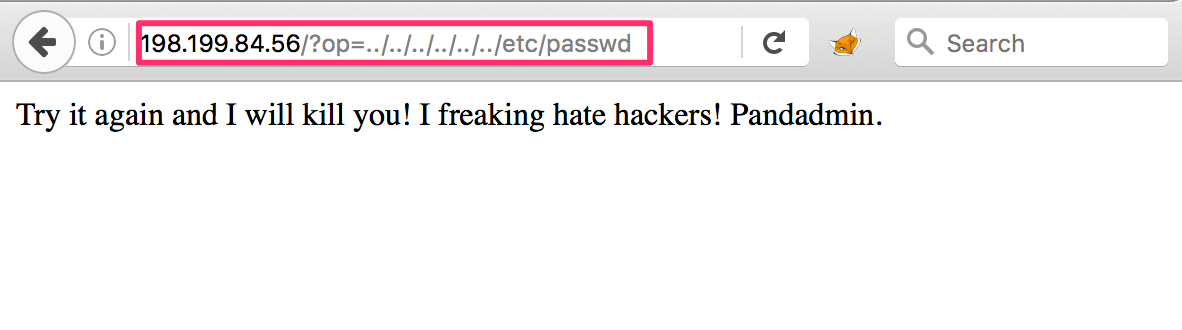 198.199.84.56/?op=../../../../../../etc/passwd
Search
Try it again and I will kill you! I freaking hate hackers! Pandadmin.